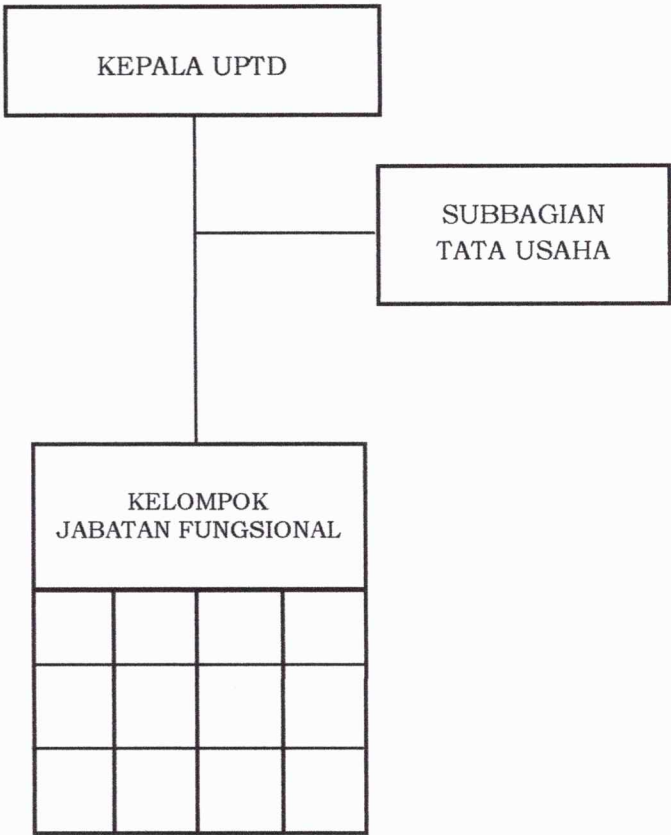 KEPALA UPTD
SUBBAGIAN
TATA USAHA
KELOMPOK
JABATAN FUNGSIONAL